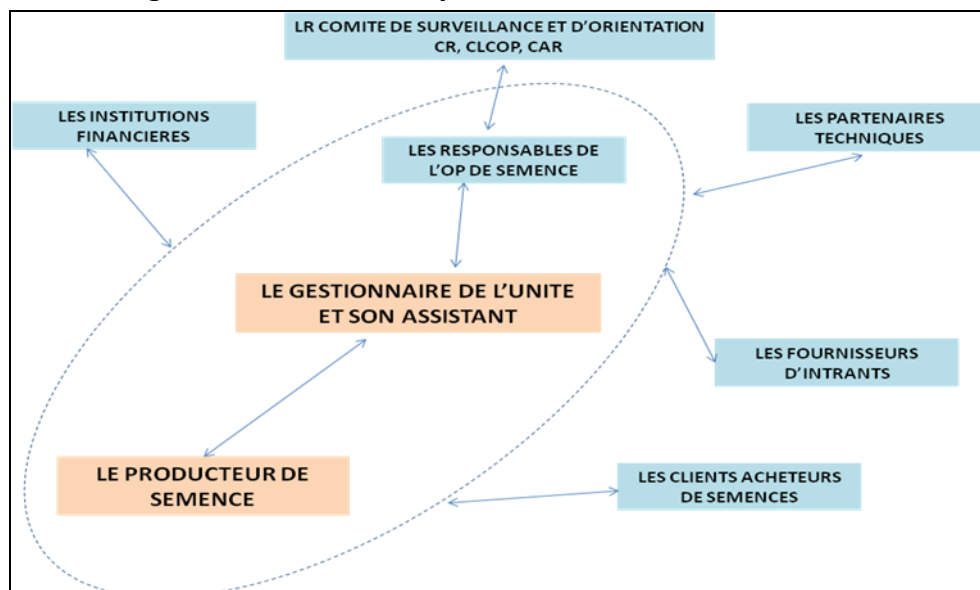 LR COMITE DE SURVEILLANCE ET D'ORIENTATION
CR, CLCOP, CAR
LES INSTITUTIONS
FINANCIERES
LES PARTENAIRES
TECHNIQUES
LES RESPONSABLES DE
L'OP DE SEMENCE
LE GESTIONNAIRE DE L'UNITE
ET SON ASSISTANT
LES FOURNISSEURS
D'INTRANTS
LE PRODUCTEUR DE
SEMENCE
LES CLIENTS ACHETEURS
DE SEMENCES